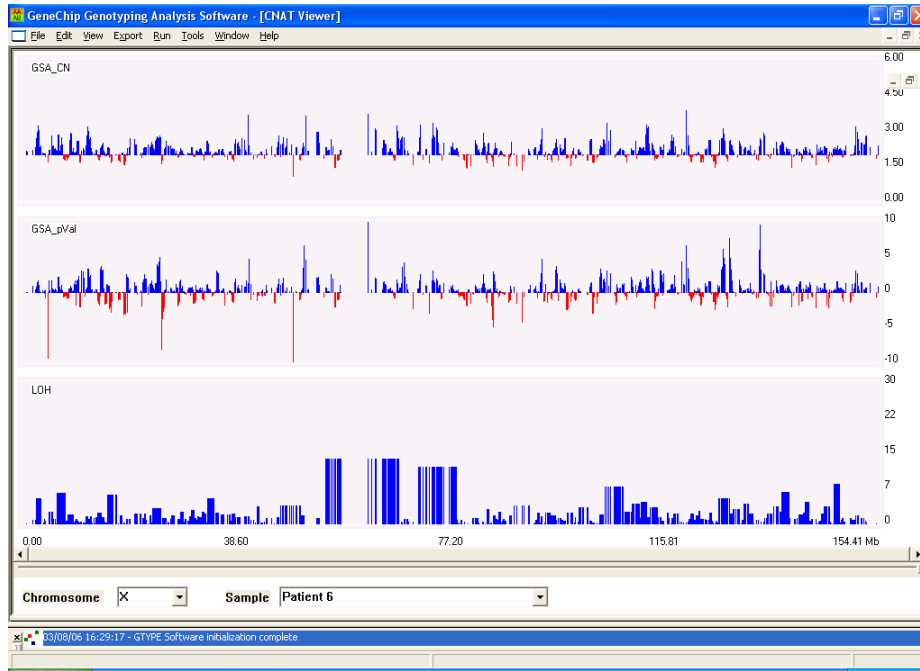 GeneChip Genotyping Analysis Software - [CNAT Viewer]
File Edit View Export Run Tools Window Help
GSA_CN
6.00
4.50
3.00
1.50
0.00
GSA_pVal
10
5
0
-5
-10
LOH
30
22
15
7
0
0.00 38.60 77.20 115.81 154.41 Mb
Chromosome X Sample Patient 6
03/08/06 16:29:17 - GTYPE Software initialization complete